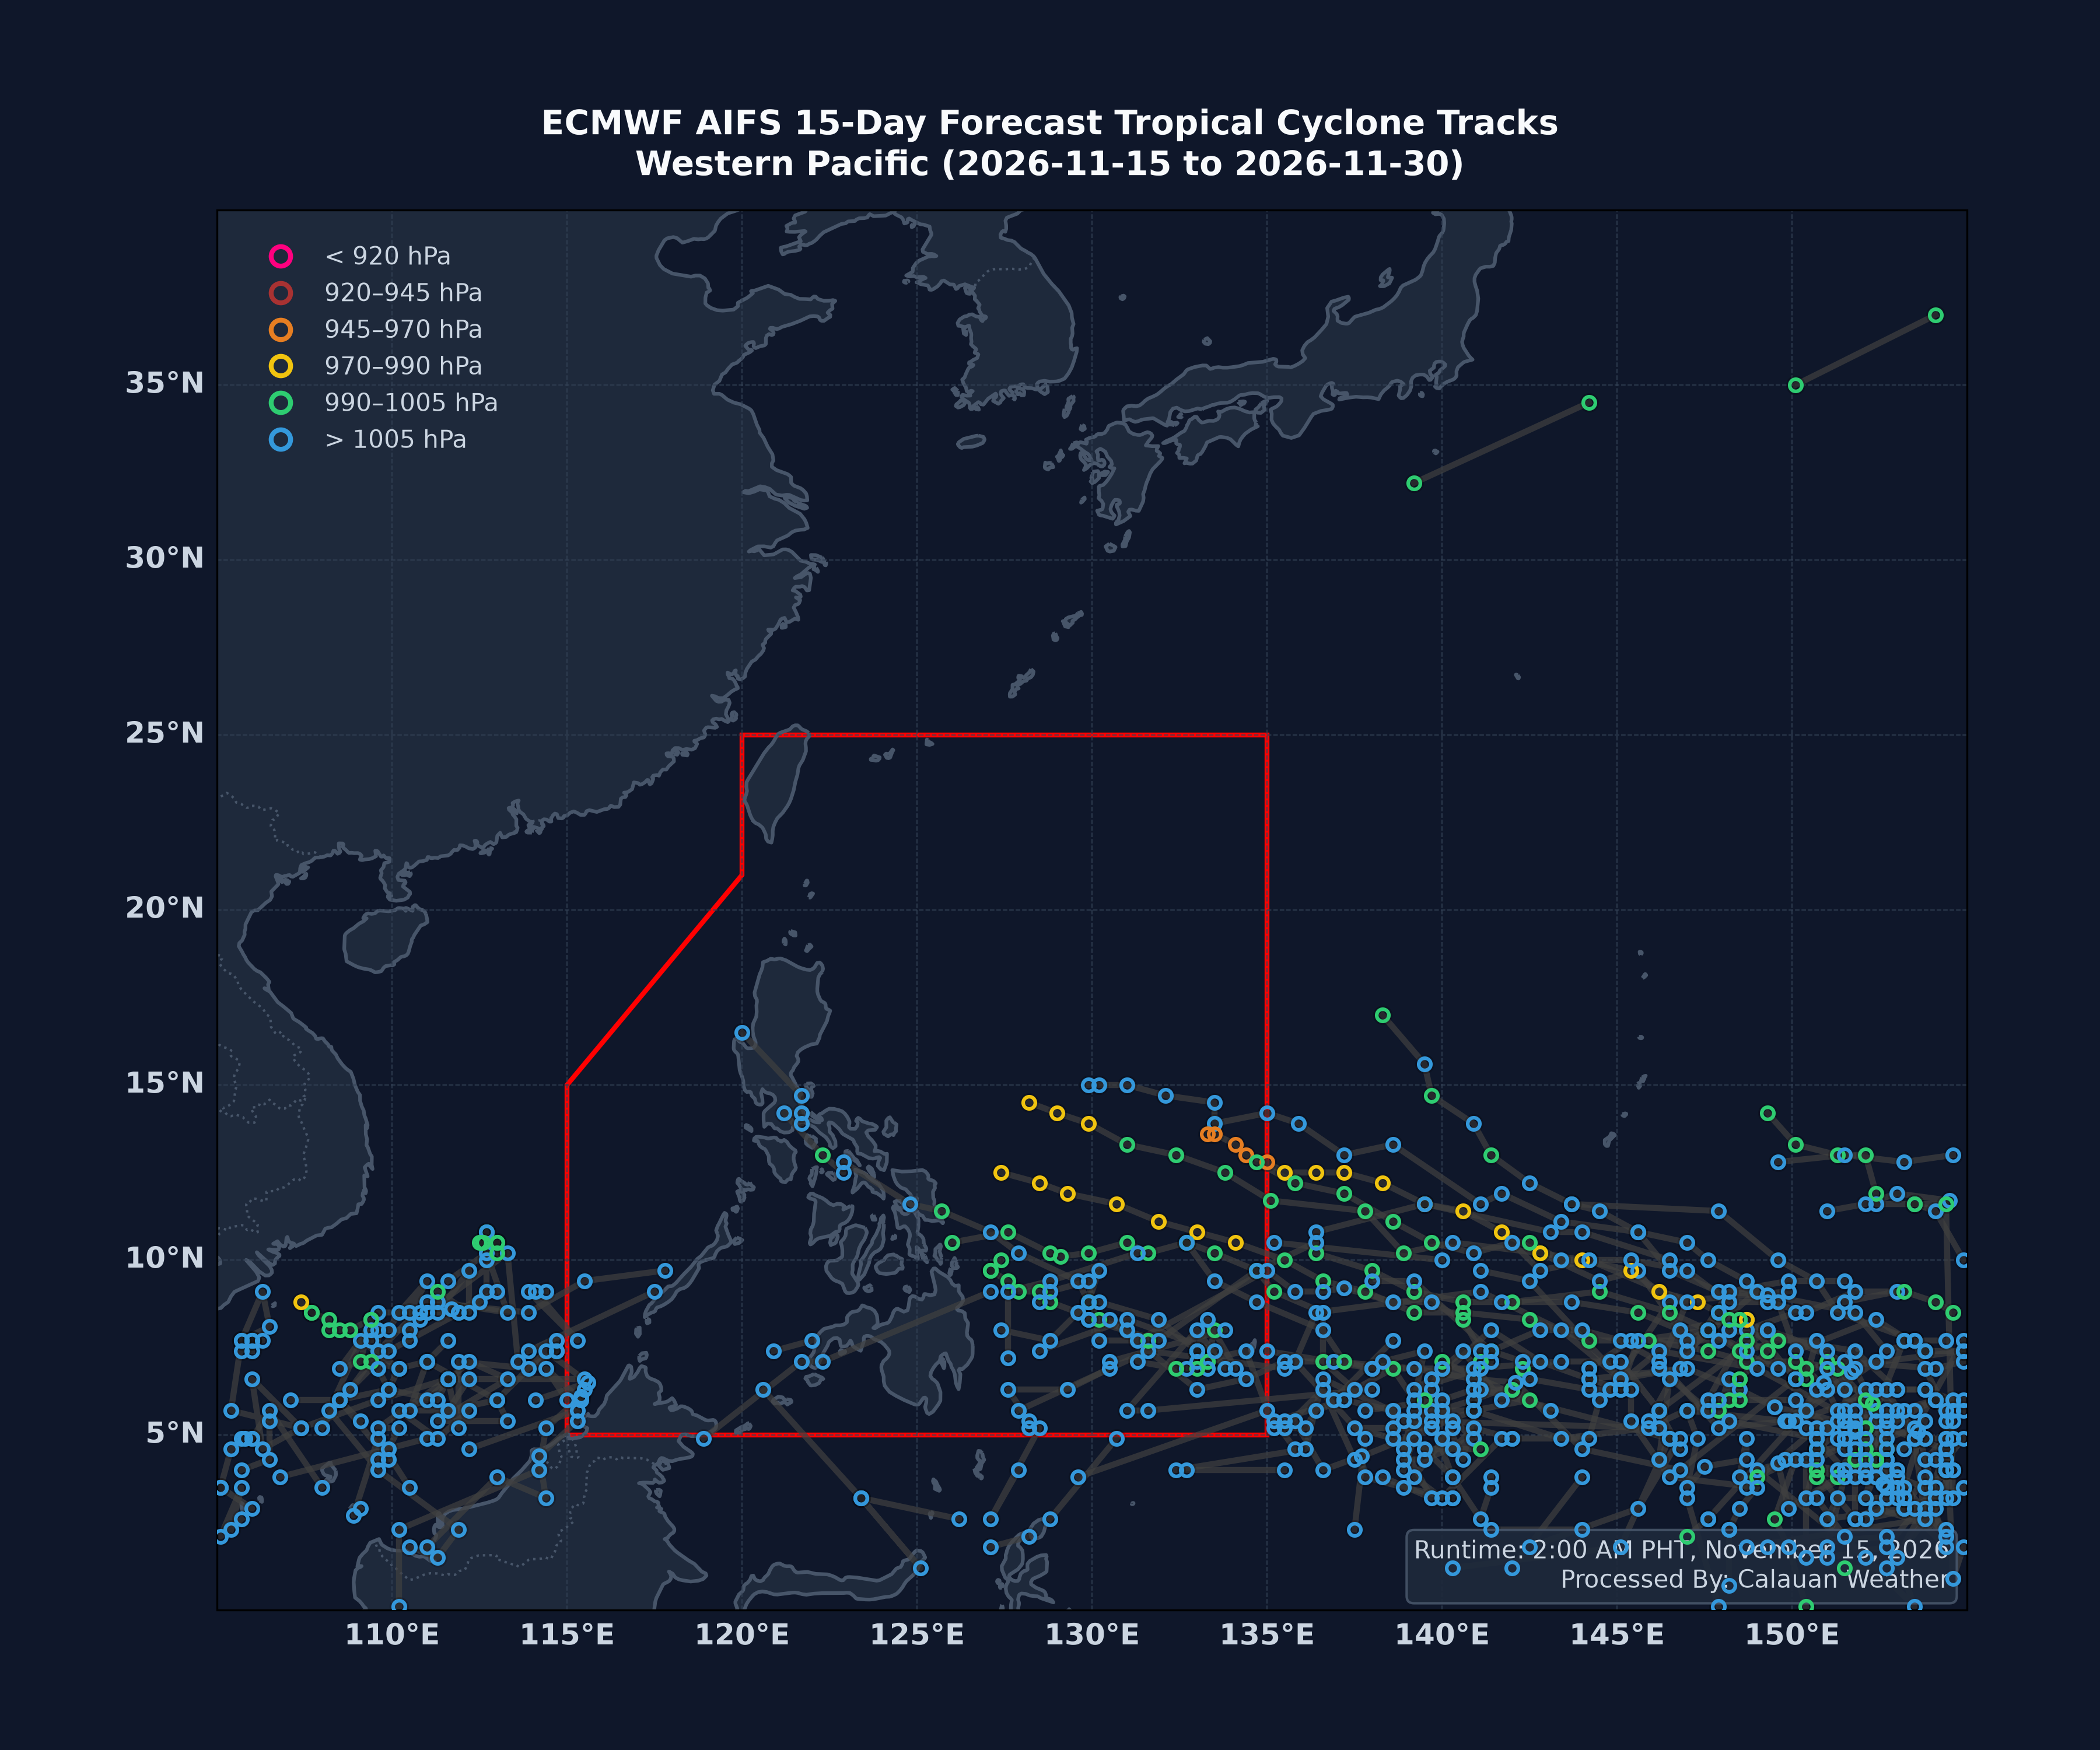 ECMWF AIFS 15-Day Forecast Tropical Cyclone Tracks
Western Pacific (2026-11-15 to 2026-11-30)
< 920 hPa
920–945 hPa
945–970 hPa
970–990 hPa
990–1005 hPa
> 1005 hPa
35°N
30°N
25°N
20°N
15°N
10°N
5°N
Runtime: 2:00 AM PHT, November 15, 2026
Processed By: Calauan Weather
110°E 115°E 120°E 125°E 130°E 135°E 140°E 145°E 150°E